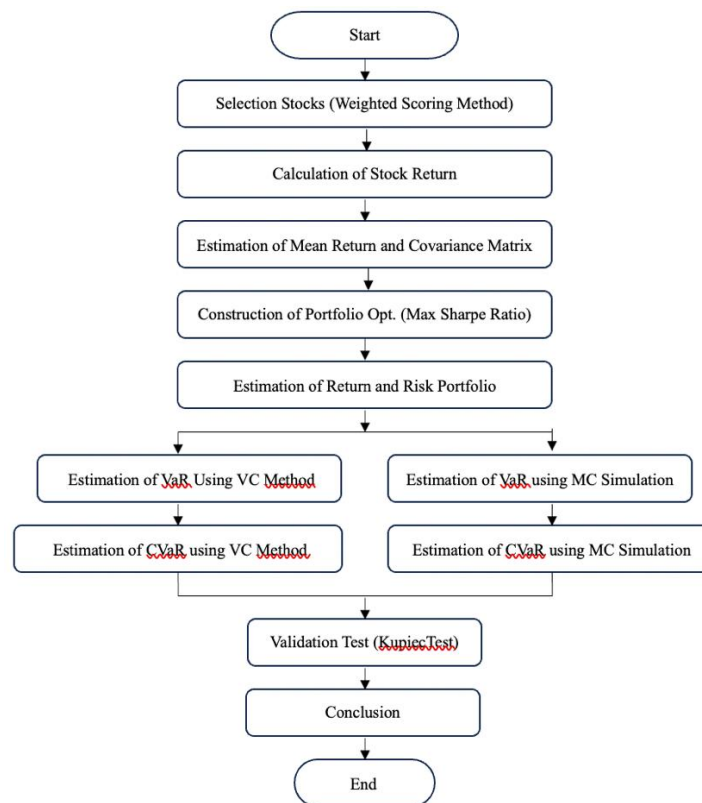 Start
Selection Stocks (Weighted Scoring Method)
Calculation of Stock Return
Estimation of Mean Return and Covariance Matrix
Construction of Portfolio Opt. (Max Sharpe Ratio)
Estimation of Return and Risk Portfolio
Estimation of VaR Using VC Method
Estimation of VaR using MC Simulation
Estimation of CVaR using VC Method
Estimation of CVaR using MC Simulation
Validation Test (KupiecTest)
Conclusion
End